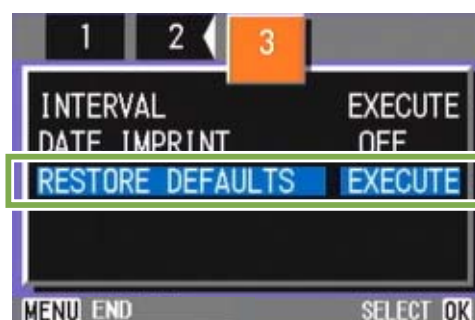 1 2 3
INTERVAL EXECUTE
DATE IMPRINT OFF
RESTORE DEFAULTS EXECUTE
MENU END SELECT OK